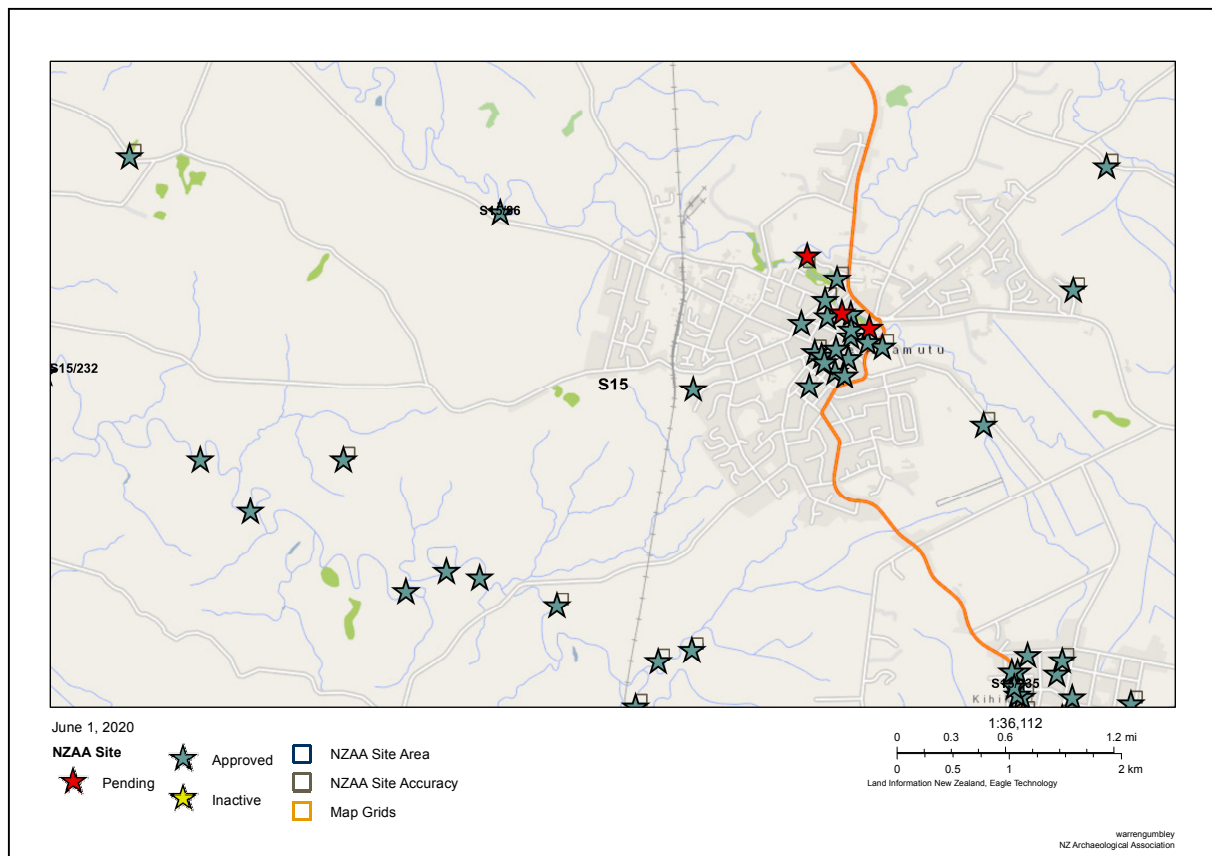 S15/86
S15/232
S15
amutu
S15/335
Kihi
June 1, 2020
NZAA Site
Pending
Approved
Inactive
NZAA Site Area
NZAA Site Accuracy
Map Grids
1:36,112
0 0.3 0.6 1.2 mi
0 0.5 1 2 km
Land Information New Zealand, Eagle Technology
warrengumbley
NZ Archaeological Association